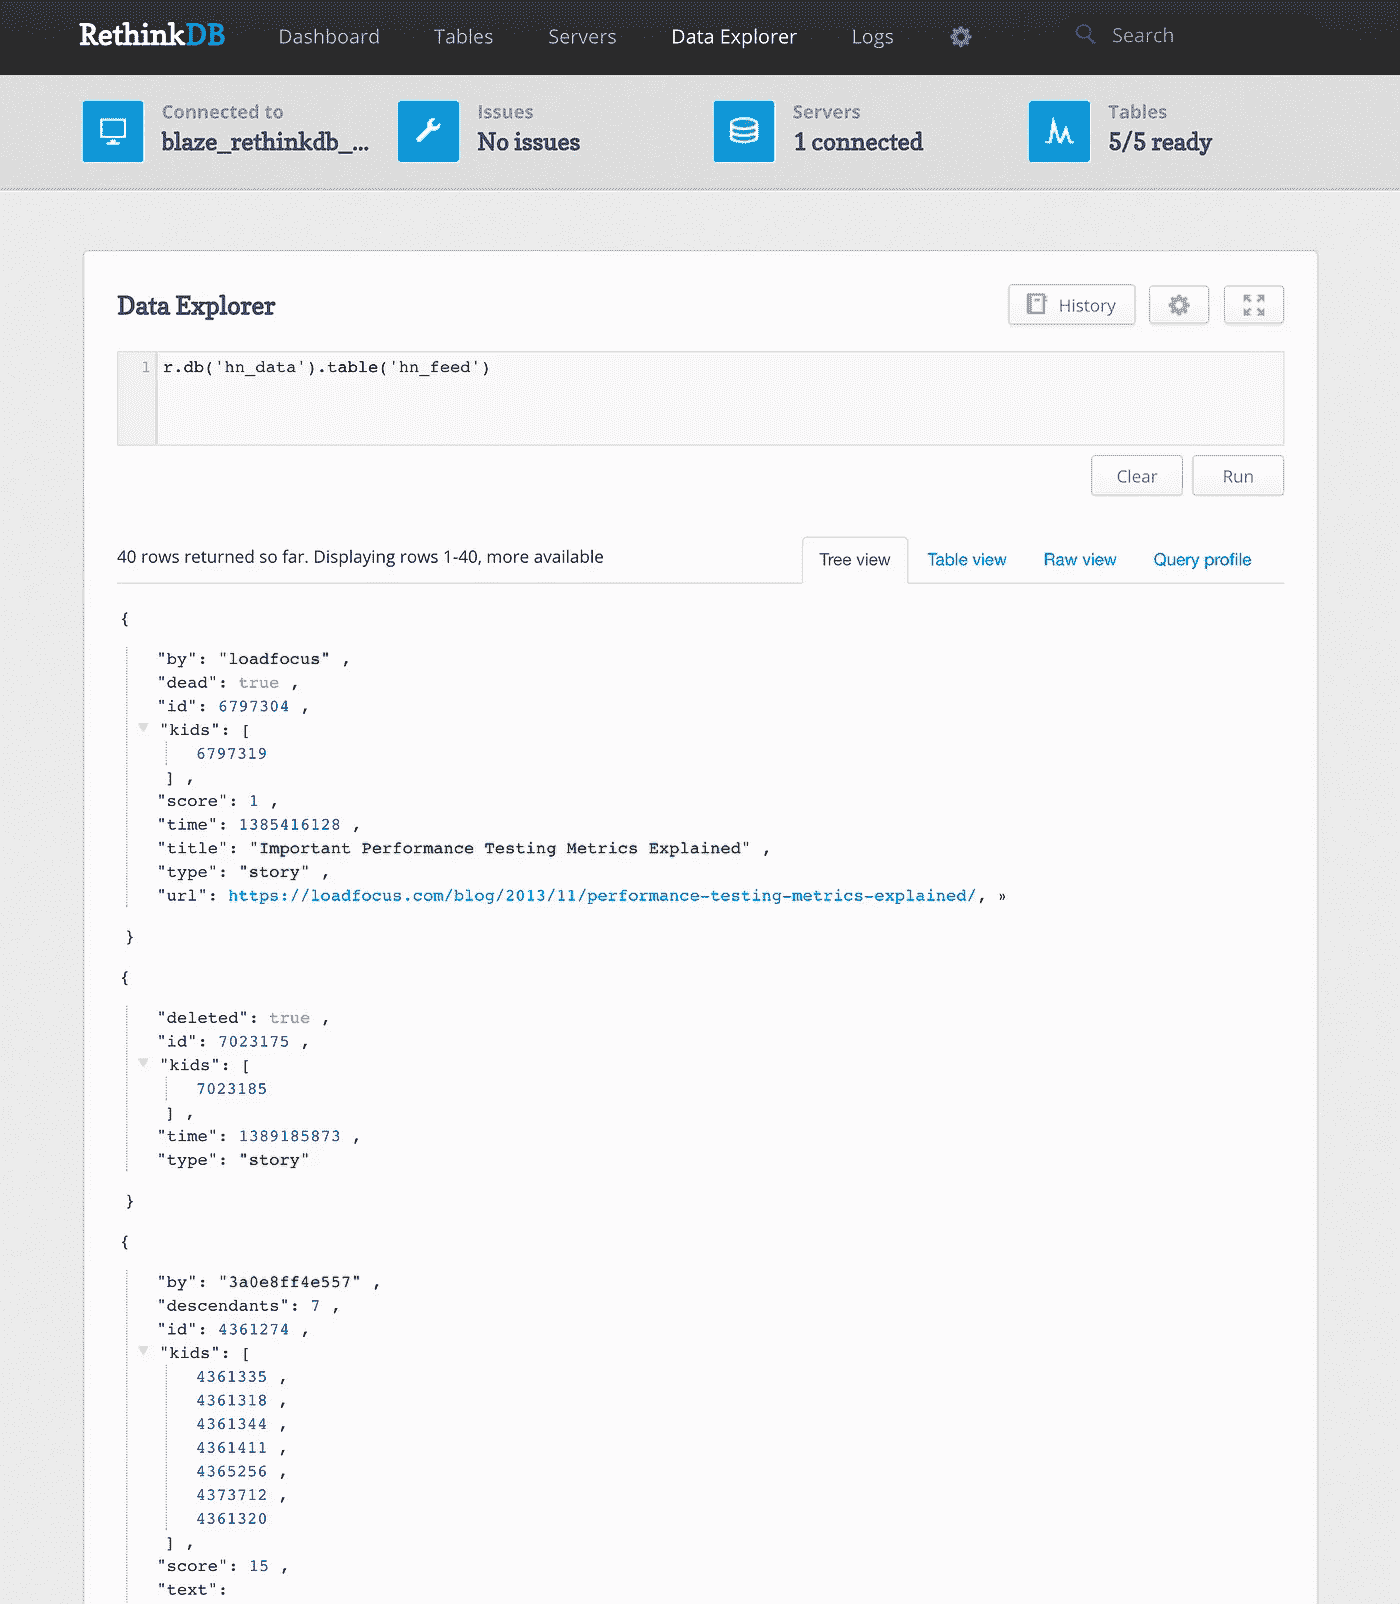 RethinkDB Dashboard Tables Servers Data Explorer Logs Search
Connected to Issues Servers Tables
blaze_rethinkdb_... No issues 1 connected 5/5 ready
Data Explorer History
1 r.db('hn_data').table('hn_feed')
Clear Run
40 rows returned so far. Displaying rows 1-40, more available Tree view Table view Raw view Query profile
{
"by": "loadfocus" ,
"dead": true ,
"id": 6797304 ,
"kids": [
6797319
] ,
"score": 1 ,
"time": 1385416128 ,
"title": "Important Performance Testing Metrics Explained" ,
"type": "story" ,
"url": https://loadfocus.com/blog/2013/11/performance-testing-metrics-explained/, »
}
{
"deleted": true ,
"id": 7023175 ,
"kids": [
7023185
] ,
"time": 1389185873 ,
"type": "story"
}
{
"by": "3a0e8ff4e557" ,
"descendants": 7 ,
"id": 4361274 ,
"kids": [
4361335 ,
4361318 ,
4361344 ,
4361411 ,
4365256 ,
4373712 ,
4361320
] ,
"score": 15 ,
"text":